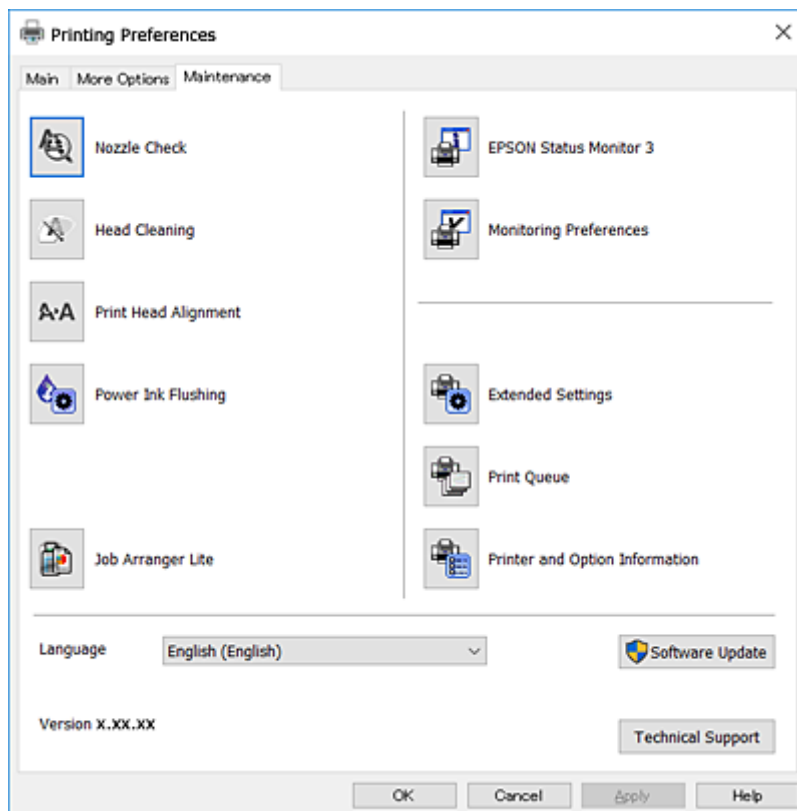 Printing Preferences
Main More Options Maintenance
Nozzle Check
Head Cleaning
A·A Print Head Alignment
Power Ink Flushing
Job Arranger Lite
EPSON Status Monitor 3
Monitoring Preferences
Extended Settings
Print Queue
Printer and Option Information
Language English (English) Software Update
Version X.XX.XX
Technical Support
OK Cancel Apply Help